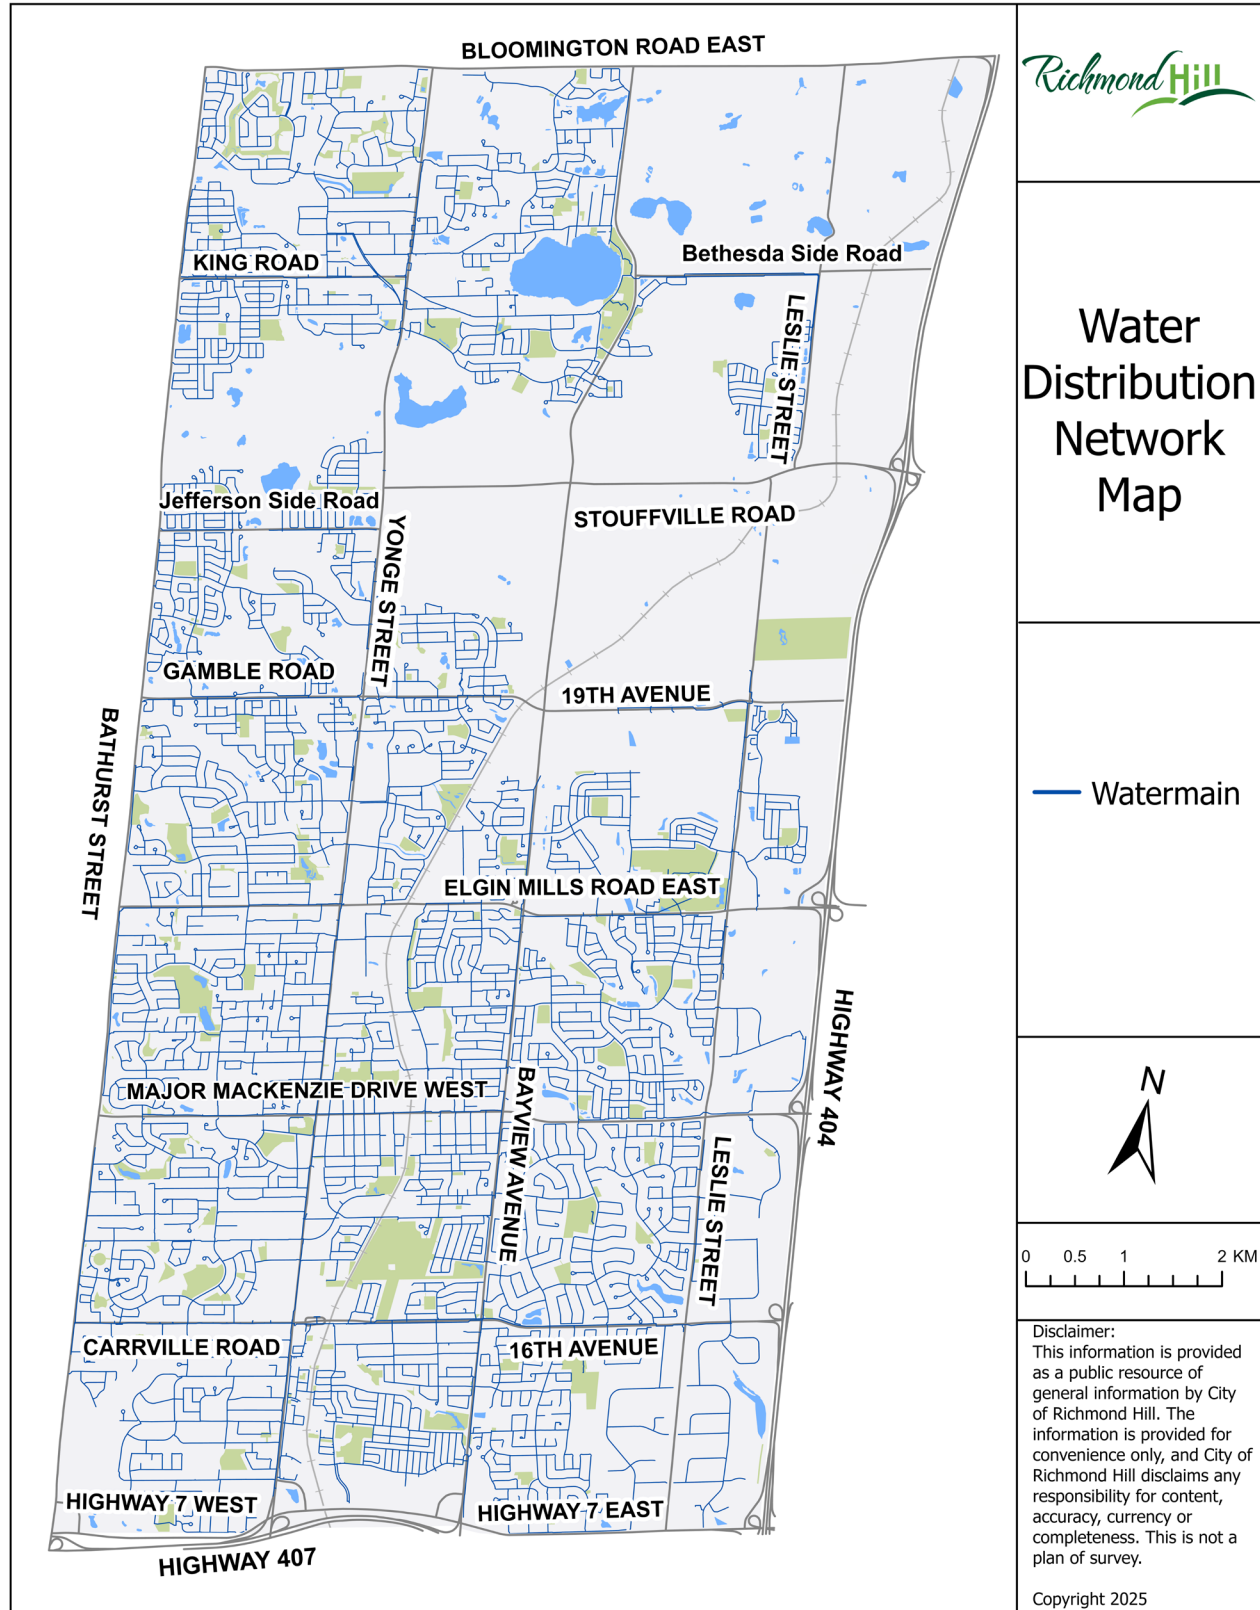 BLOOMINGTON ROAD EAST
KING ROAD
Bethesda Side Road
LESLIE STREET
Jefferson Side Road
STOUFFVILLE ROAD
YONGE STREET
GAMBLE ROAD
19TH AVENUE
BATHURST STREET
ELGIN MILLS ROAD EAST
HIGHWAY 404
MAJOR MACKENZIE DRIVE WEST
BAYVIEW AVENUE
LESLIE STREET
CARRVILLE ROAD
16TH AVENUE
HIGHWAY 7 WEST
HIGHWAY 7 EAST
HIGHWAY 407
Richmond Hill
Water
Distribution
Network
Map
Watermain
N
0 0.5 1 2 KM
Disclaimer:
This information is provided
as a public resource of
general information by City
of Richmond Hill. The
information is provided for
convenience only, and City of
Richmond Hill disclaims any
responsibility for content,
accuracy, currency or
completeness. This is not a
plan of survey.
Copyright 2025